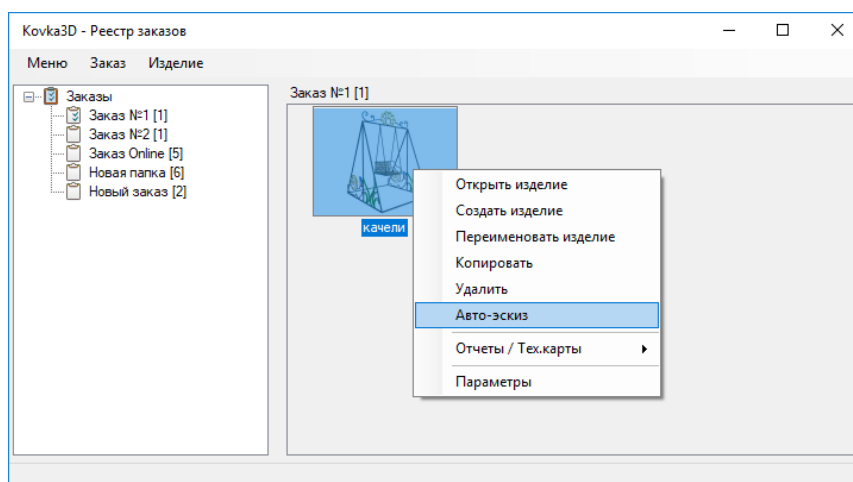 Kovka3D - Реестр заказов
Меню Заказ Изделие
Заказы
Заказ №1 [1]
Заказ №2 [1]
Заказ Online [5]
Новая папка [6]
Новый заказ [2]
Заказ №1 [1]
качели
Открыть изделие
Создать изделие
Переименовать изделие
Копировать
Удалить
Авто-эскиз
Отчеты / Тех.карты
Параметры